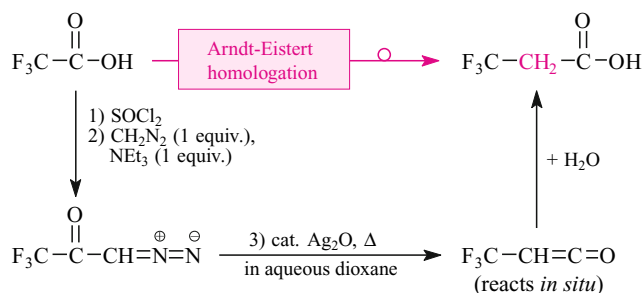 O
F₃C—C—OH
Arndt-Eistert
homologation
O
F₃C—CH₂—C—OH
1) SOCl₂
2) CH₂N₂ (1 equiv.),
NEt₃ (1 equiv.)
+ H₂O
O
F₃C—C—CH=N⊕=N⊖
3) cat. Ag₂O, Δ
in aqueous dioxane
F₃C—CH=C=O
(reacts in situ)